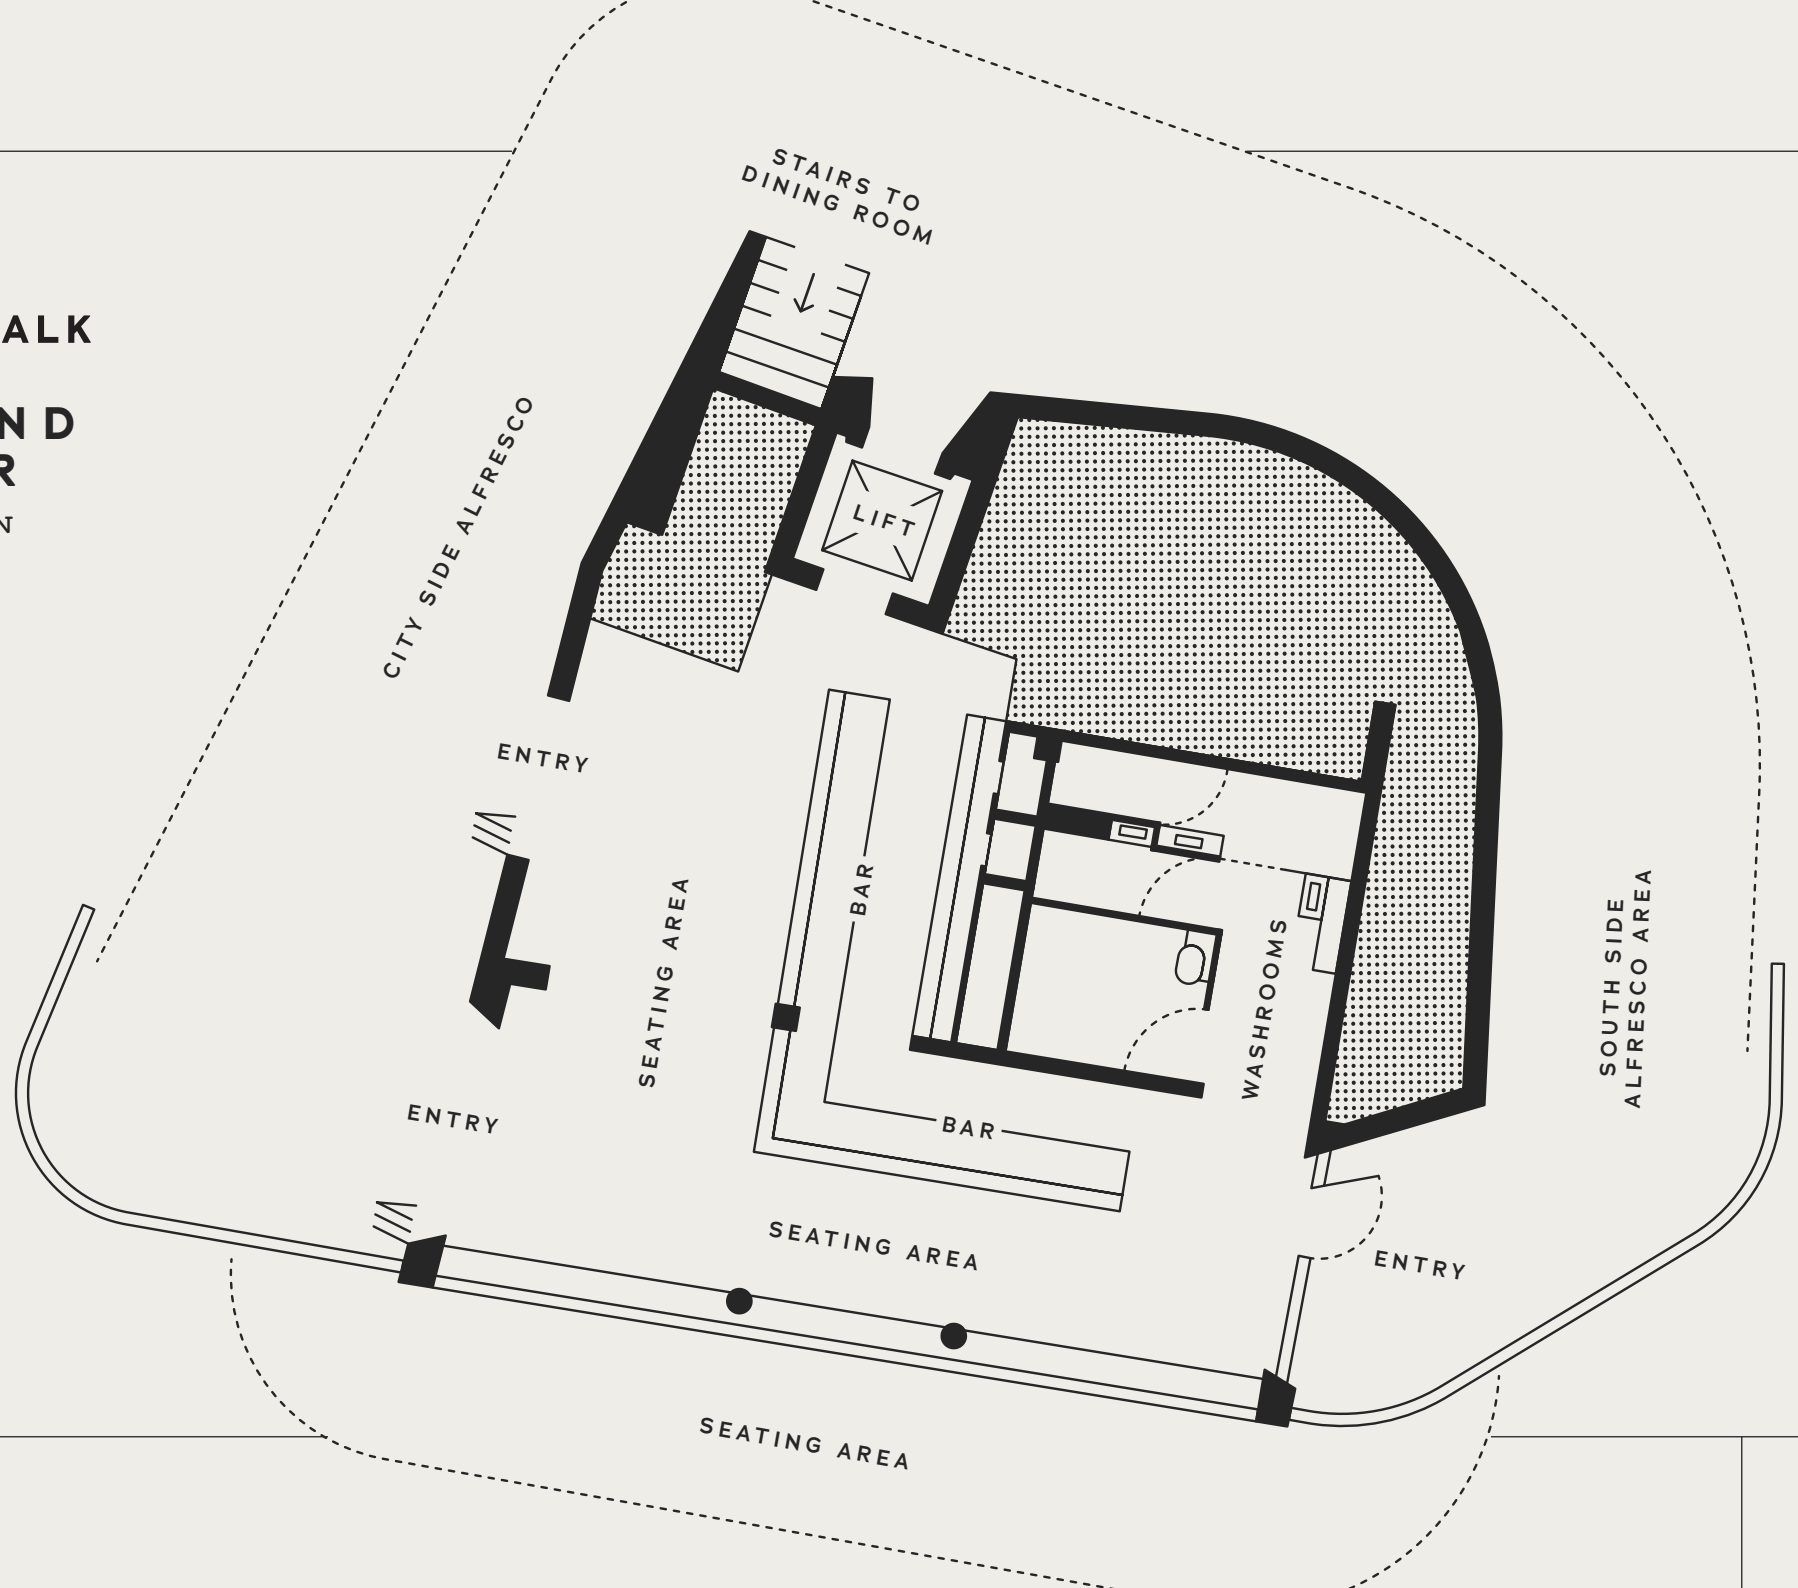 STAIRS TO
DINING ROOM
ALK
ND
R
N
CITY SIDE ALFRESCO
LIFT
ENTRY
BAR
SEATING AREA
WASHROOMS
SOUTH SIDE
ALFRESCO AREA
ENTRY
BAR
SEATING AREA
ENTRY
SEATING AREA